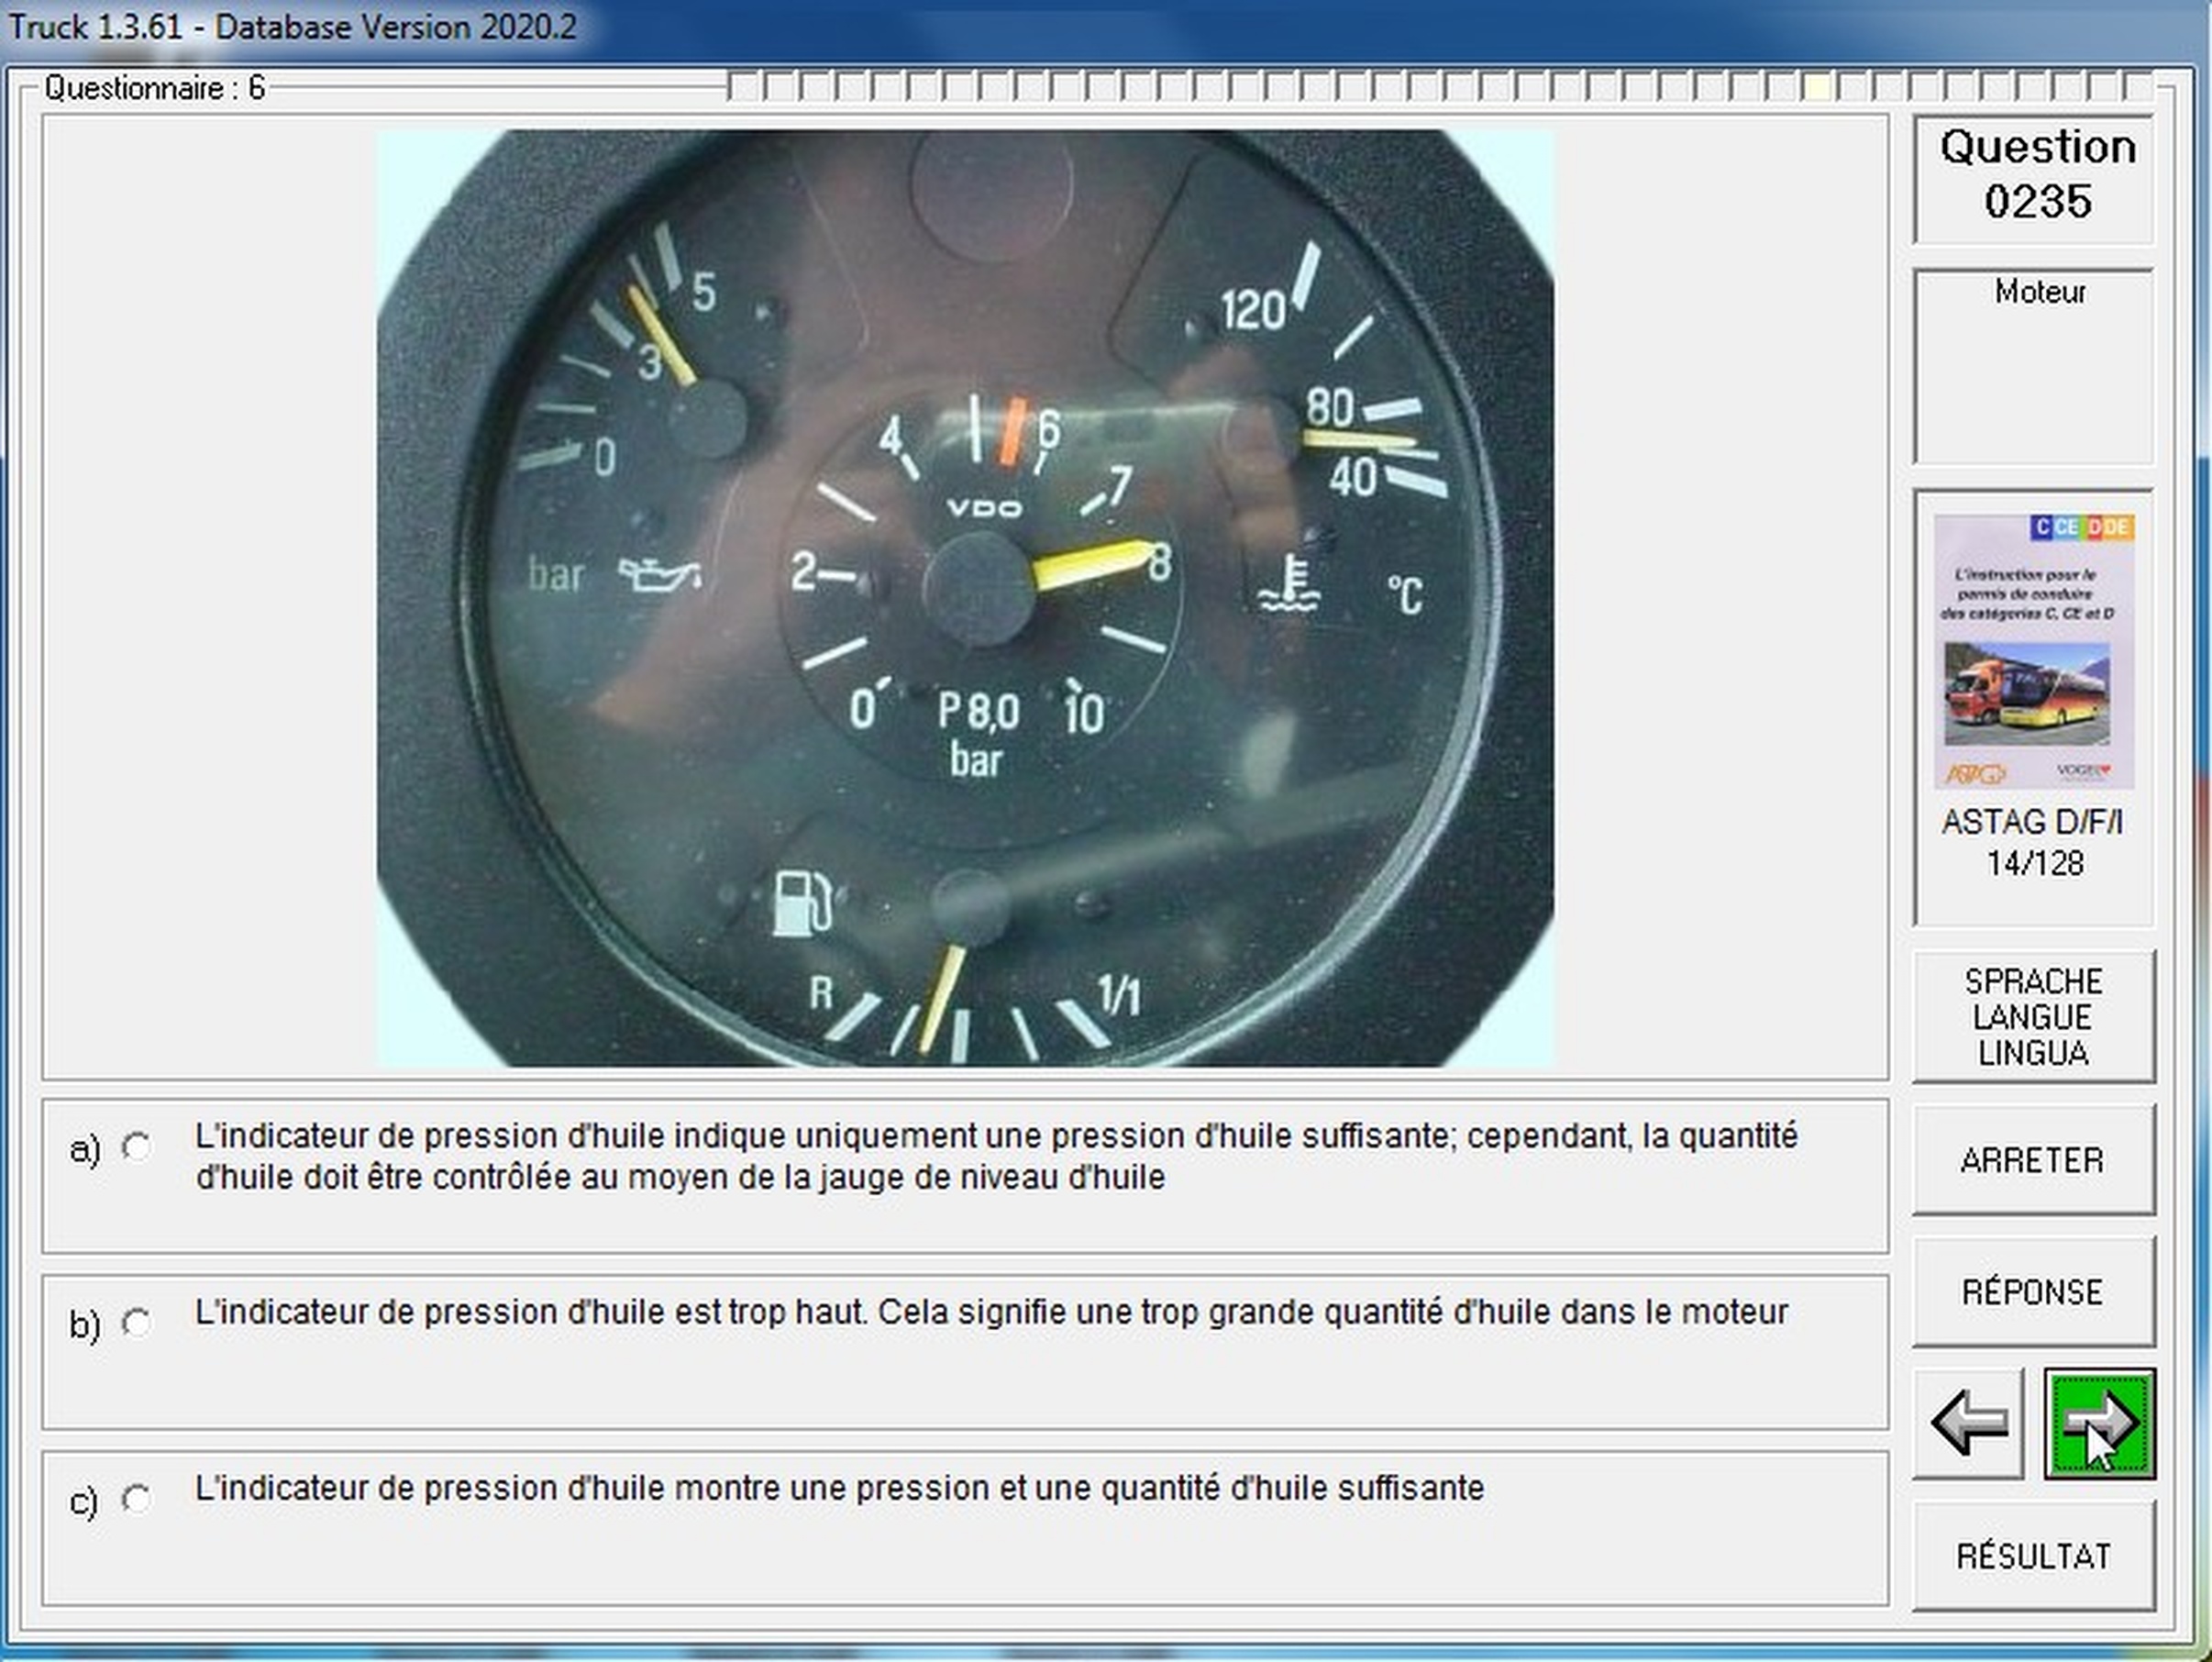 Truck 1.3.61 - Database Version 2020.2
Questionnaire : 6
Question
0235
Moteur
5
3
0
bar
120
80
40
°C
4
6
7
VDO
2
8
0
P 8,0
10
bar
R
1/1
C CE D DE
L'instruction pour le
permis de conduire
des catégories C, CE et D
ASTAG
VOGEL
ASTAG D/F/I
14/128
SPRACHE
LANGUE
LINGUA
ARRETER
RÉPONSE
RÉSULTAT
a)
L'indicateur de pression d'huile indique uniquement une pression d'huile suffisante; cependant, la quantité
d'huile doit être contrôlée au moyen de la jauge de niveau d'huile
b)
L'indicateur de pression d'huile est trop haut. Cela signifie une trop grande quantité d'huile dans le moteur
c)
L'indicateur de pression d'huile montre une pression et une quantité d'huile suffisante